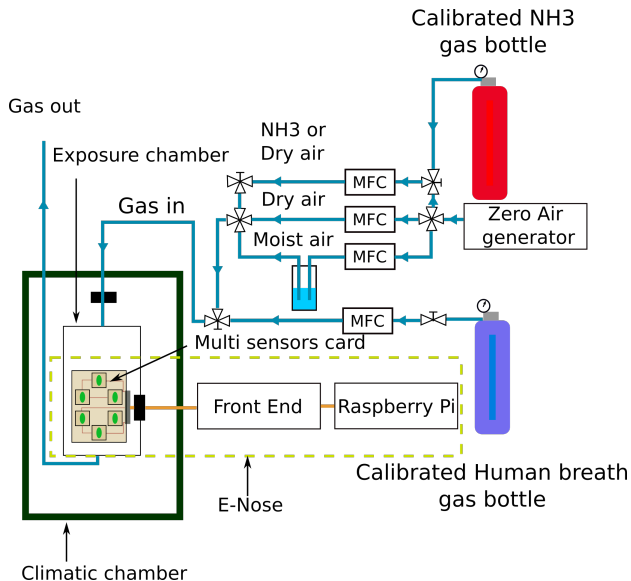 Calibrated NH3
gas bottle
Gas out
NH3 or
Dry air
Exposure chamber
MFC
Dry air
Gas in
MFC
Zero Air
generator
Moist air
MFC
MFC
Multi sensors card
Front End
Raspberry Pi
Calibrated Human breath
gas bottle
E-Nose
Climatic chamber